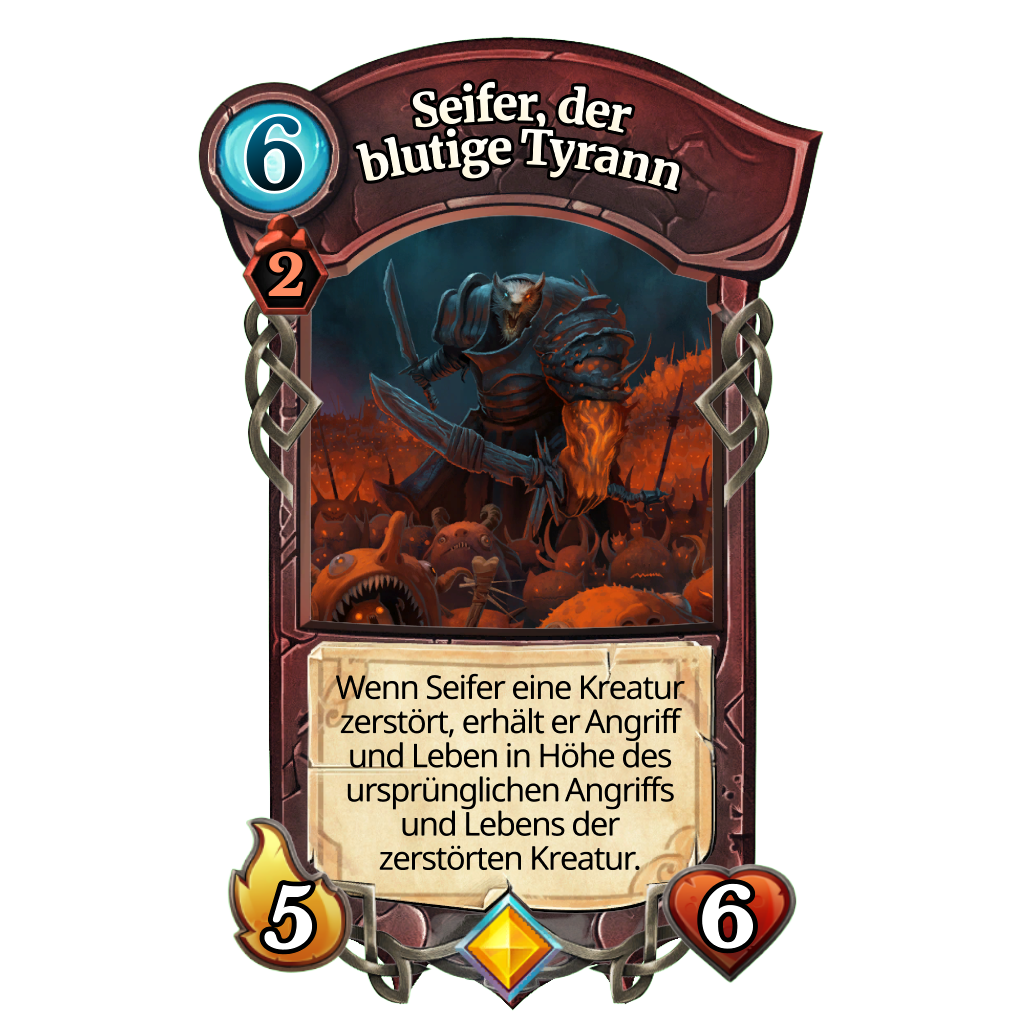 6
Seifer, der
blutige Tyrann
2
Wenn Seifer eine Kreatur
zerstört, erhält er Angriff
und Leben in Höhe des
ursprünglichen Angriffs
und Lebens der
zerstörten Kreatur.
5
6